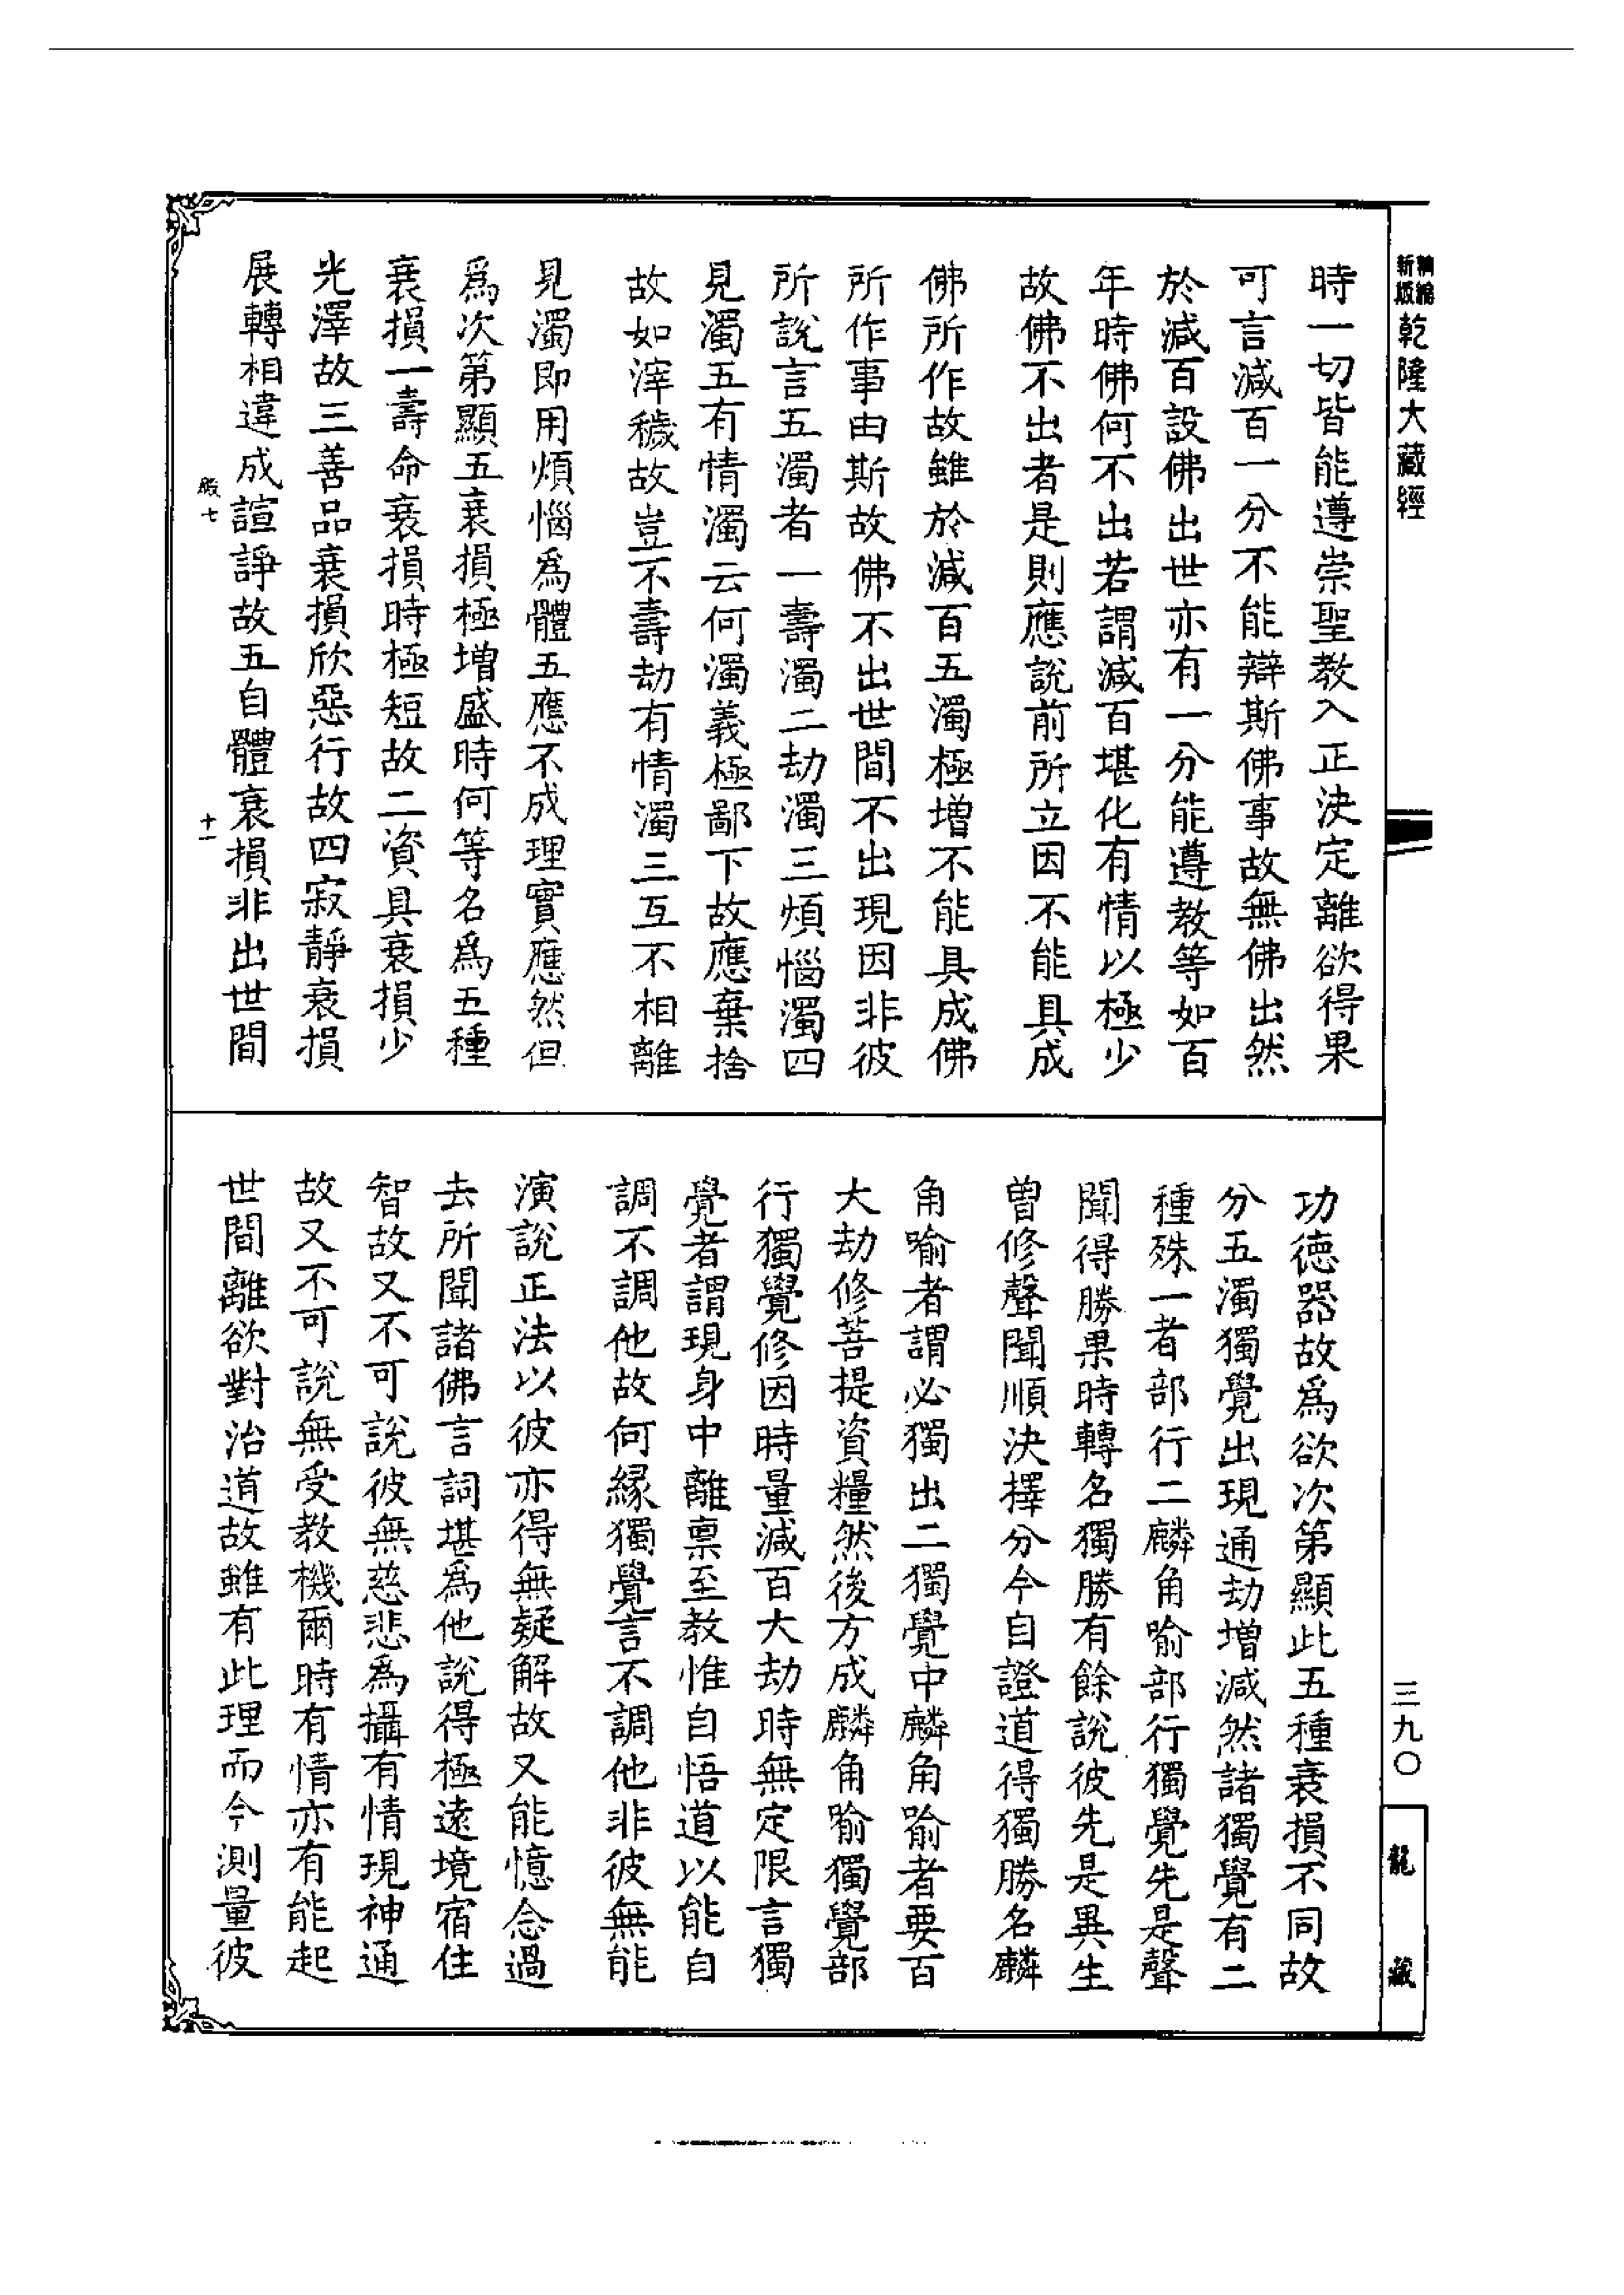 新編縮版乾隆大藏經
時一切皆能遵崇聖教入正決定離欲得果
可言減百一分不能辯斯佛事故無佛出然
於減百設佛出世亦有一分能遵教等如百
年時佛何不出若謂減百堪化有情以極少
故佛不出者是則應說前所立因不能具成
佛所作故雖於減百五濁極增不能具成佛
所作事由斯故佛不出世間不出現因非彼
所說言五濁者一壽濁二劫濁三煩惱濁四
見濁五有情濁云何濁義極鄙下故應棄捨
故如滓穢故豈不壽劫有情濁三互不相離
見濁即用煩惱爲體五應不成理實應然但
爲次第顯五衰損極增盛時何等名爲五種
衰損一壽命衰損時極短故二資具衰損少
光澤故三善品衰損欣惡行故四寂靜衰損
展轉相違成諠諍故五自體衰損非出世間
殿七
十一
功德器故爲欲次第顯此五種衰損不同故
分五濁獨覺出現通劫增減然諸獨覺有二
種殊一者部行二麟角喻部行獨覺先是聲
聞得勝果時轉名獨勝有餘說彼先是異生
曾修聲聞順決擇分今自證道得獨勝名麟
角喻者謂必獨出二獨覺中麟角喻者要百
大劫修菩提資糧然後方成麟角喻獨覺部
行獨覺修因時量減百大劫時無定限言獨
覺者謂現身中離禀至教惟自悟道以能自
調不調他故何緣獨覺言不調他非彼無能
演說正法以彼亦得無疑解故又能憶念過
去所聞諸佛言詞堪爲他說得極遠境宿住
智故又不可說彼無慈悲爲攝有情現神通
故又不可說無受教機爾時有情亦有能起
世間離欲對治道故雖有此理而今測量彼
三九〇
龍藏